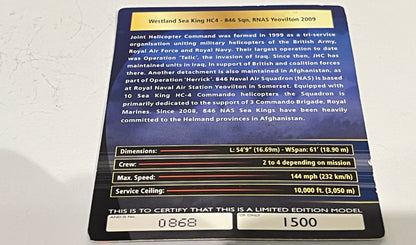 Westland Sea King HC4 - 846 Sqn, RNAS Yeovilton 2009
Joint Helicopter Command was formed in 1999 as a tri-service
organisation uniting military helicopters of the British Army,
Royal Air Force and Royal Navy. Their largest operation to date
was Operation 'Telic', the invasion of Iraq. Since then, JHC has
maintained units in Iraq, in support of British and coalition forces
there. Another detachment is also maintained in Afghanistan, as
part of Operation 'Herrick'. 846 Naval Air Squadron (NAS) is based
at Royal Naval Air Station Yeovilton in Somerset. Equipped with
10 Sea King HC-4 Commando helicopters the Squadron is
primarily dedicated to the support of 3 Commando Brigade, Royal
Marines. Since 2008, 846 NAS Sea Kings have been heavily
committed to the Helmand provinces in Afghanistan.
Dimensions: L: 54'9" (16.69m) - WSpan: 61' (18.90 m)
Crew: 2 to 4 depending on mission
Max. Speed: 144 mph (232 km/h)
Service Ceiling: 10,000 ft. (3,050 m)
THIS IS TO CERTIFY THAT THIS IS A LIMITED EDITION MODEL
AND IS No. 0868 OF ONLY 1500